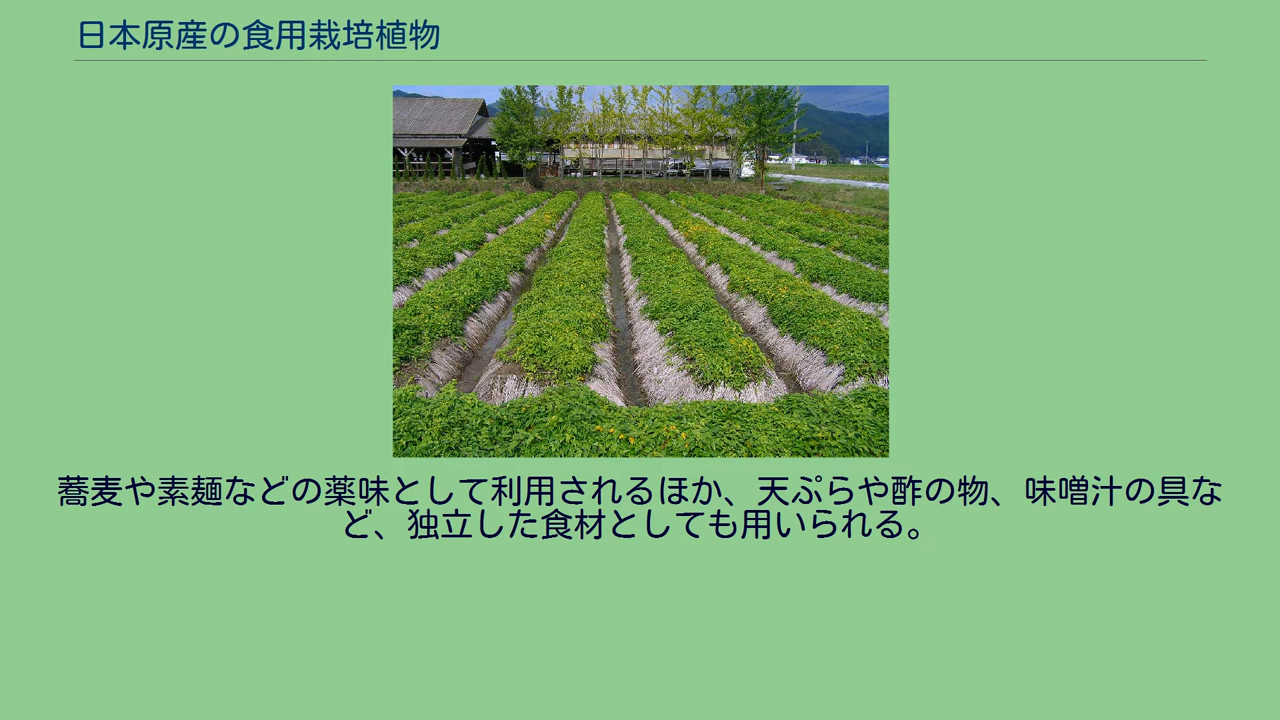 日本原産の食用栽培植物
蕎麦や素麺などの薬味として利用されるほか、天ぷらや酢の物、味噌汁の具な
ど、独立した食材としても用いられる。